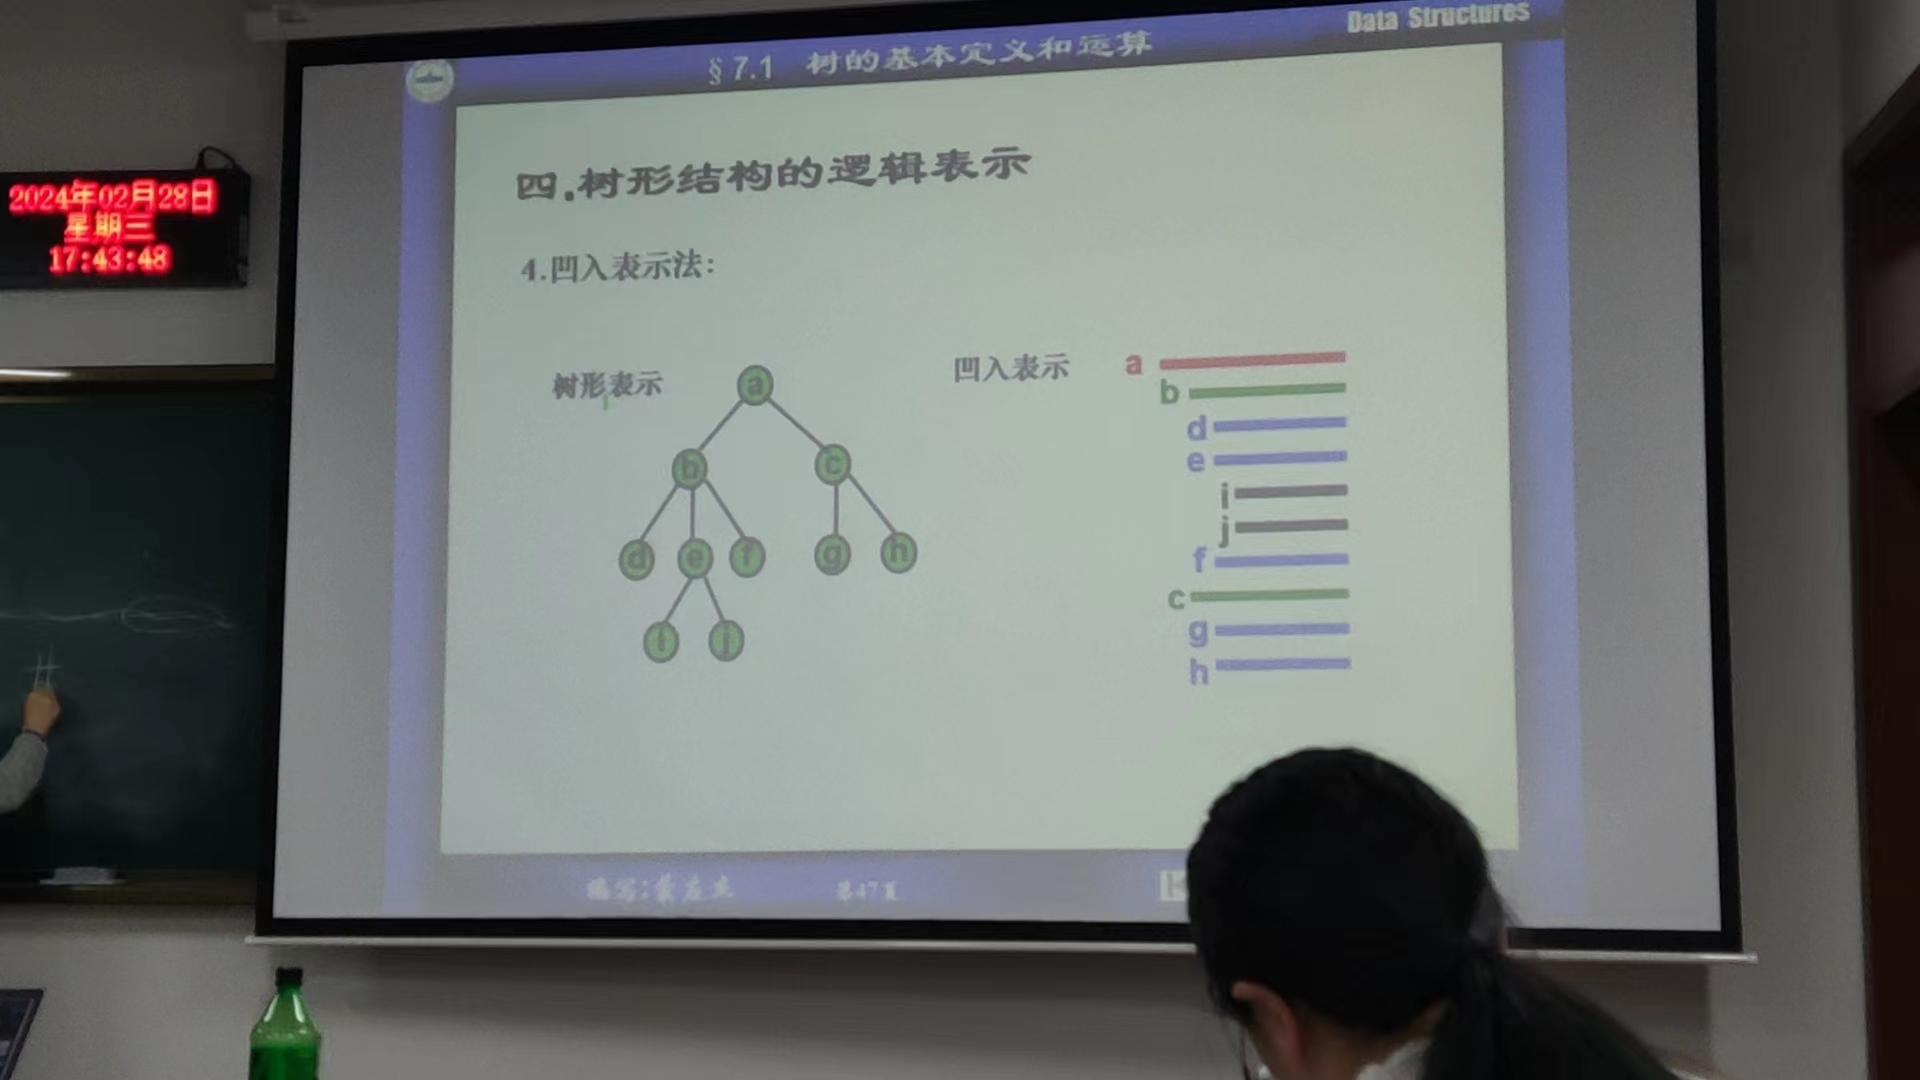 Data Structures
§7.1 树的基本定义和运算
2024年02月28日
星期三
17:43:48
四.树形结构的逻辑表示
4.凹入表示法:
树形表示
a
b c
d e f g h
i j
凹入表示
a
b
d
e
i
j
f
c
g
h
第47页